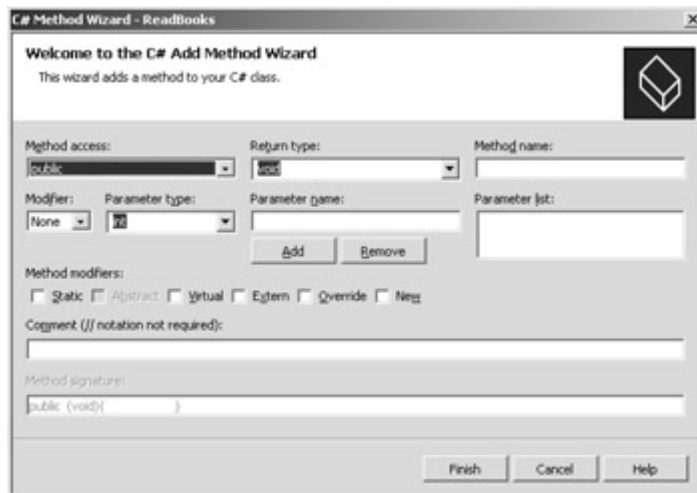 C# Method Wizard - ReadBooks
Welcome to the C# Add Method Wizard
This wizard adds a method to your C# class.
Method access:
Return type:
Method name:
public
void
Modifier:
Parameter type:
Parameter name:
Parameter list:
None
int
Add
Remove
Method modifiers:
Static Abstract Virtual Extern Override New
Comment (// notation not required):
Method signature:
public (void)( )
Finish
Cancel
Help